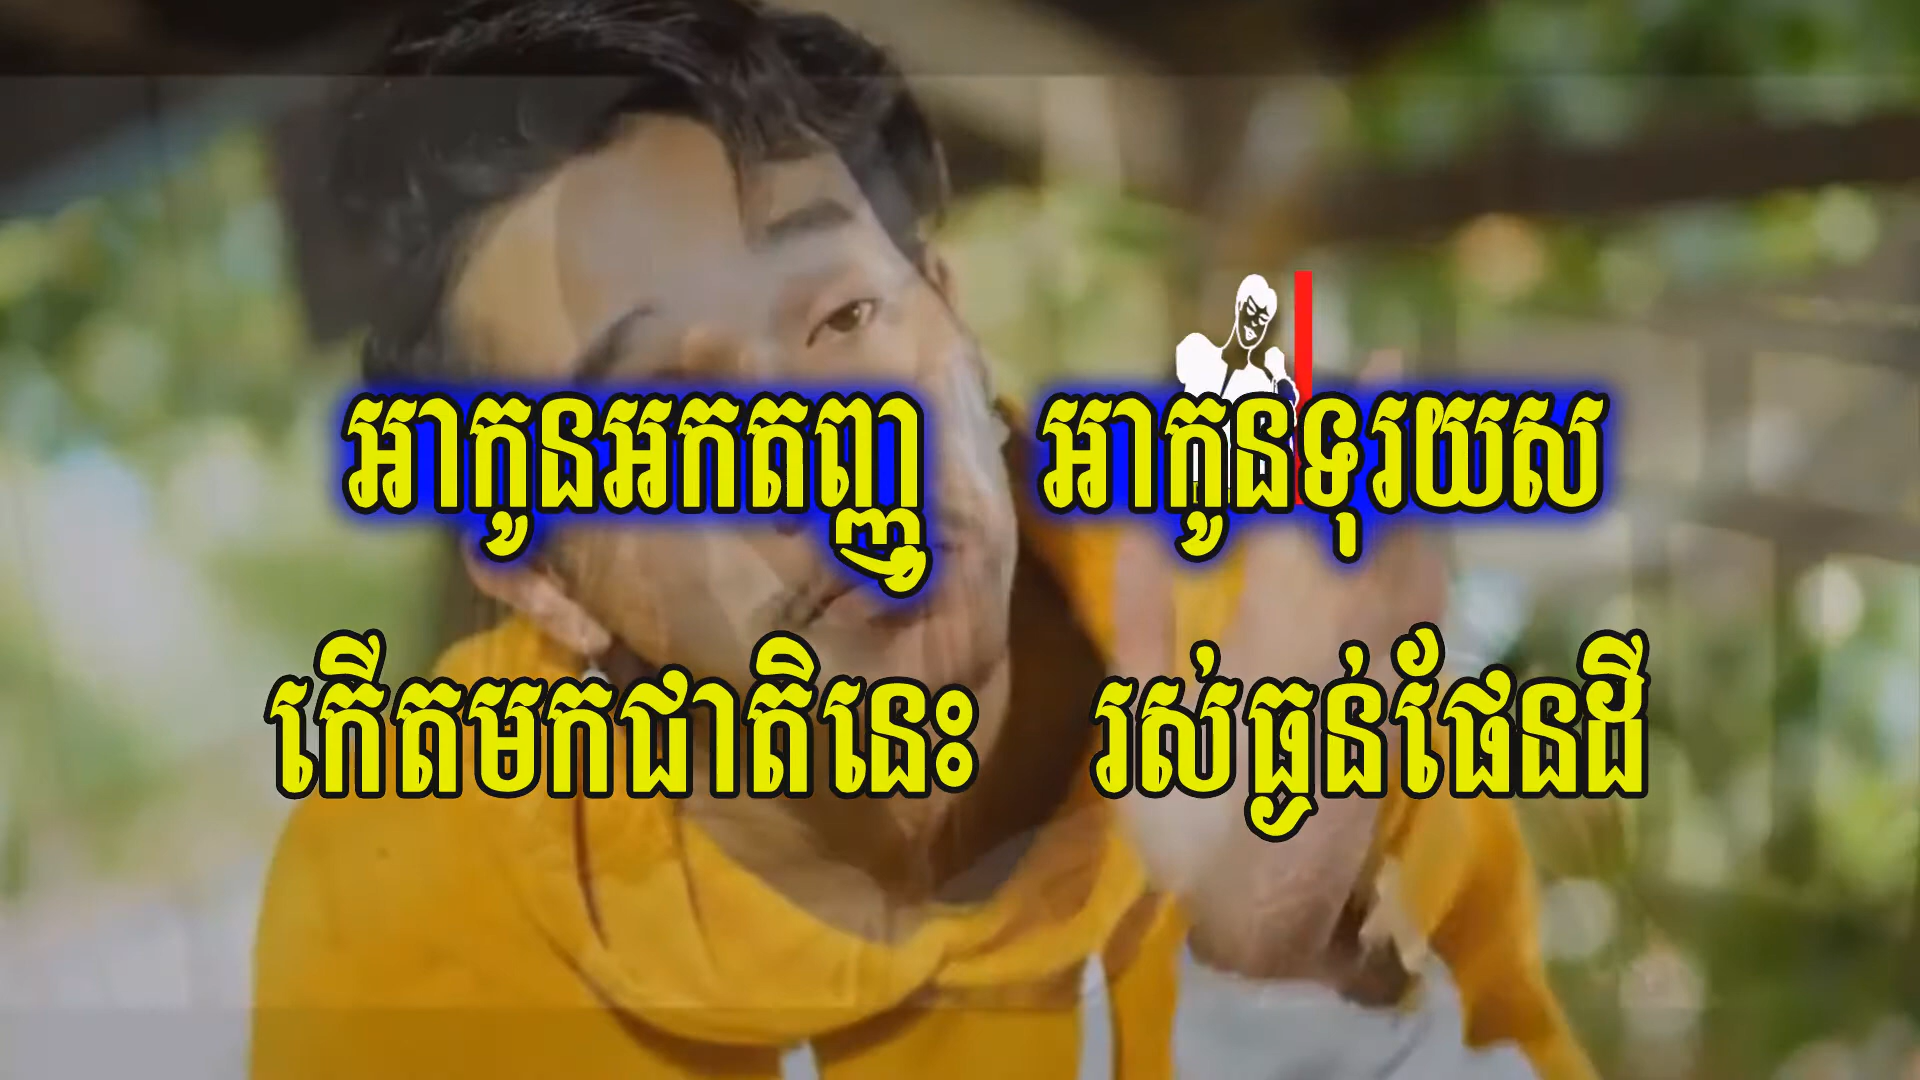 អាកូនអកតញ្ញូ អាកូនទុរយស
កើតមកជាតិនេះ រស់ធ្ងន់ផែនដី